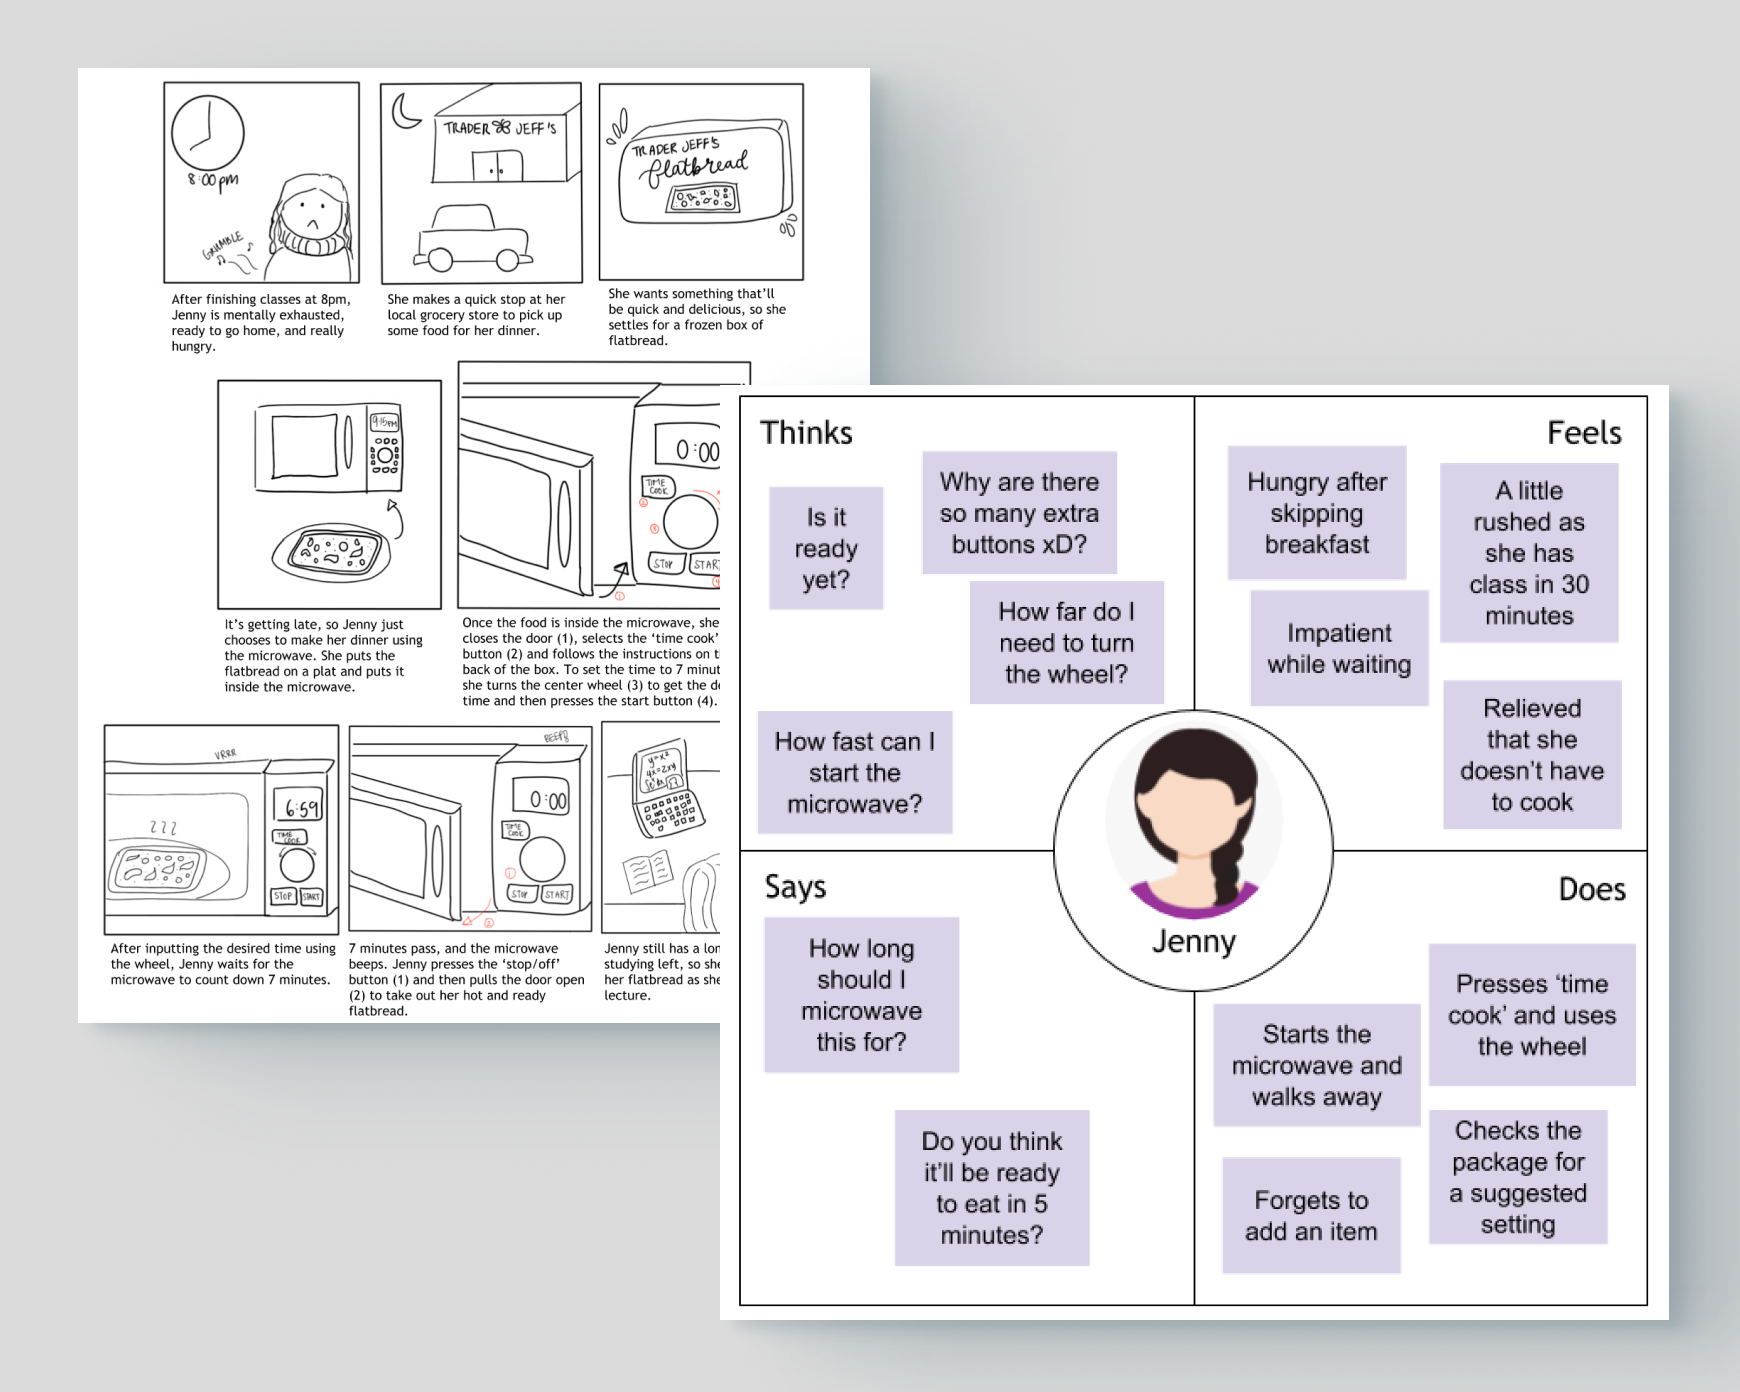 8:00pm
GRUMBLE
After finishing classes at 8pm,
Jenny is mentally exhausted,
ready to go home, and really
hungry.
TRADER JEFF'S
She makes a quick stop at her
local grocery store to pick up
some food for her dinner.
TRADER JEFF'S
flatbread
She wants something that'll
be quick and delicious, so she
settles for a frozen box of
flatbread.
9:15PM
It's getting late, so Jenny just
chooses to make her dinner using
the microwave. She puts the
flatbread on a plat and puts it
inside the microwave.
0:00
TIME
COOK
2
3
STOP
START
4
1
Once the food is inside the microwave, she
closes the door (1), selects the 'time cook'
button (2) and follows the instructions on
back of the box. To set the time to 7
she turns the center wheel (3) to get the
time and then presses the start button (4).
VRRR
6:59
TIME
COOK
STOP START
After inputting the desired time using
the wheel, Jenny waits for the
microwave to count down 7 minutes.
BEEP
0:00
TIME
COOK
1
STOP START
2
7 minutes pass, and the microwave
beeps. Jenny presses the 'stop/off'
button (1) and then pulls the door open
(2) to take out her hot and ready
flatbread.
y=x²
4x=2xy
Jenny still has a
studying left, so
her flatbread as she
lecture.
Thinks
Is it
ready
yet?
Why are there
so many extra
buttons xD?
How far do I
need to turn
the wheel?
How fast can I
start the
microwave?
Feels
Hungry after
skipping
breakfast
A little
rushed as
she has
class in 30
minutes
Impatient
while waiting
Relieved
that she
doesn't have
to cook
Jenny
Says
How long
should I
microwave
this for?
Do you think
it'll be ready
to eat in 5
minutes?
Does
Presses 'time
cook' and uses
the wheel
Starts the
microwave and
walks away
Checks the
package for
a suggested
setting
Forgets to
add an item